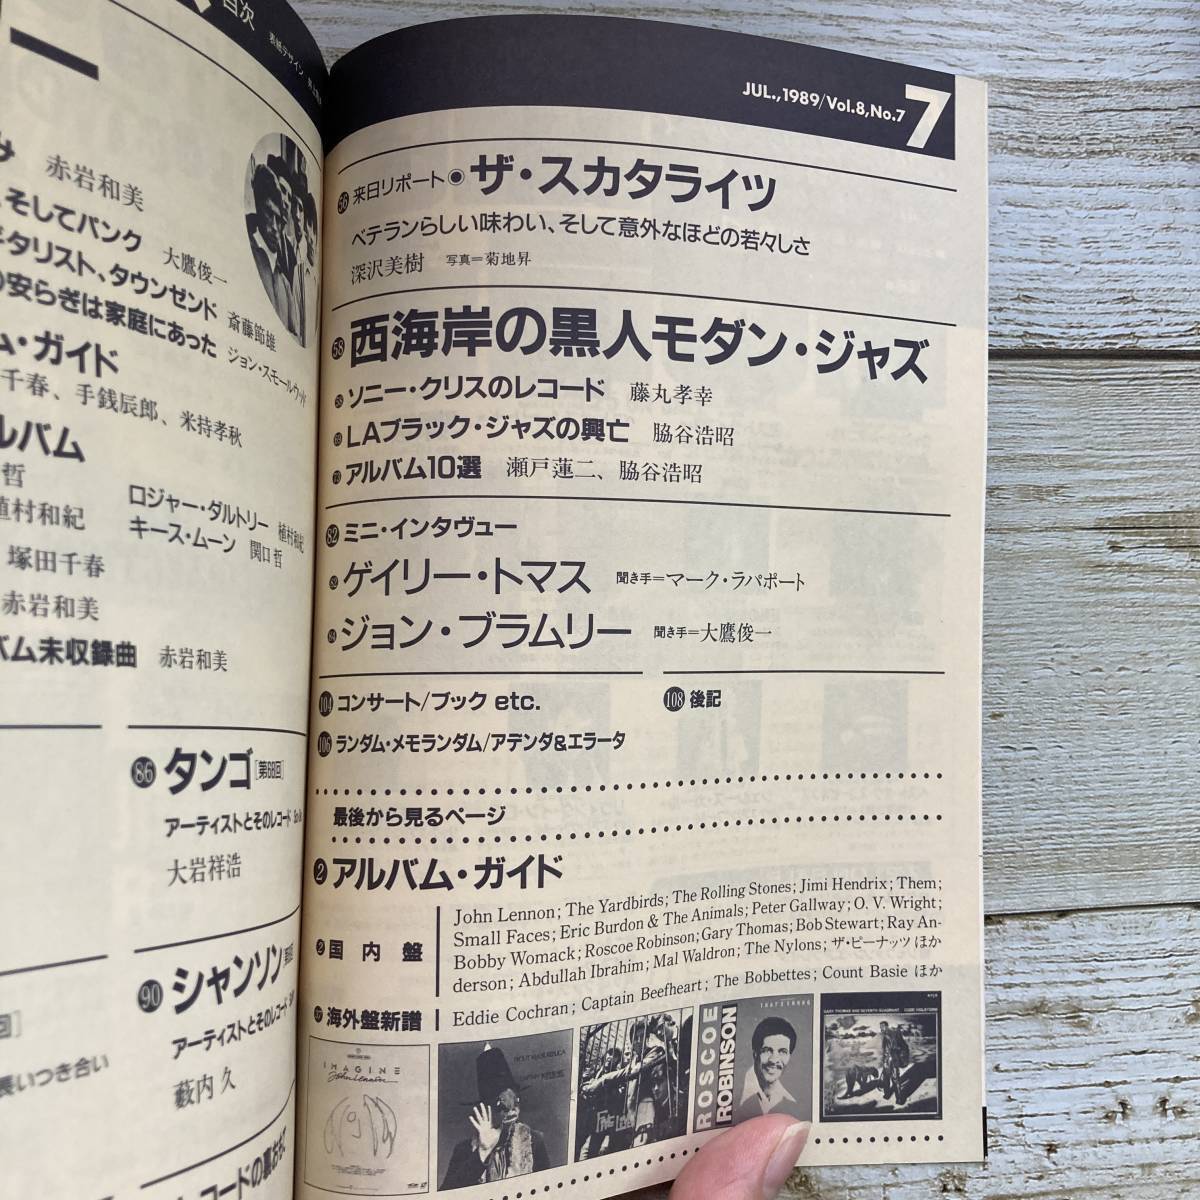 目次
赤岩和美
、そしてパンク 大鷹俊一
タリスト、タウンゼンド 斎藤節雄
の安らぎは家庭にあった ジョン・スモールウッド
ム・ガイド
千春、手銭辰郎、米持孝秋
ルバム
哲
植村和紀
ロジャー・ダルトリー 植村和紀
キース・ムーン 関口哲
塚田千春
赤岩和美
バム未収録曲 赤岩和美
86 タンゴ[第68回]
アーティストとそのレコード
大岩祥浩
90 シャンソン
アーティストとそのレコード
藪内久
長いつき合い
JUL.,1989/Vol.8,No.7 7
56 来日リポート◉ザ・スカタライツ
ベテランらしい味わい、そして意外なほどの若々しさ
深沢美樹 写真=菊地昇
58 西海岸の黒人モダン・ジャズ
ソニー・クリスのレコード 藤丸孝幸
LAブラック・ジャズの興亡 脇谷浩昭
アルバム10選 瀬戸蓮二、脇谷浩昭
82 ミニ・インタヴュー
82 ゲイリー・トマス 聞き手=マーク・ラパポート
84 ジョン・ブラムリー 聞き手=大鷹俊一
104 コンサート/ブック etc.
108 後記
106 ランダム・メモランダム/アデンダ&エラータ
最後から見るページ
2 アルバム・ガイド
2 国内盤
John Lennon; The Yardbirds; The Rolling Stones; Jimi Hendrix; Them;
Small Faces; Eric Burdon & The Animals; Peter Gallway; O. V. Wright;
Bobby Womack; Roscoe Robinson; Gary Thomas; Bob Stewart; Ray An-
derson; Abdullah Ibrahim; Mal Waldron; The Nylons; ザ・ピーナッツ ほか
海外盤新譜
Eddie Cochran; Captain Beefheart; The Bobbettes; Count Basie ほか
IMAGINE
John Lennon
TROUT MASK REPLICA
FIVE LIVE
ROSCOE
ROBINSON
GARY THOMAS AND SEVENTH QUADRANT
CODE VIOLATIONS